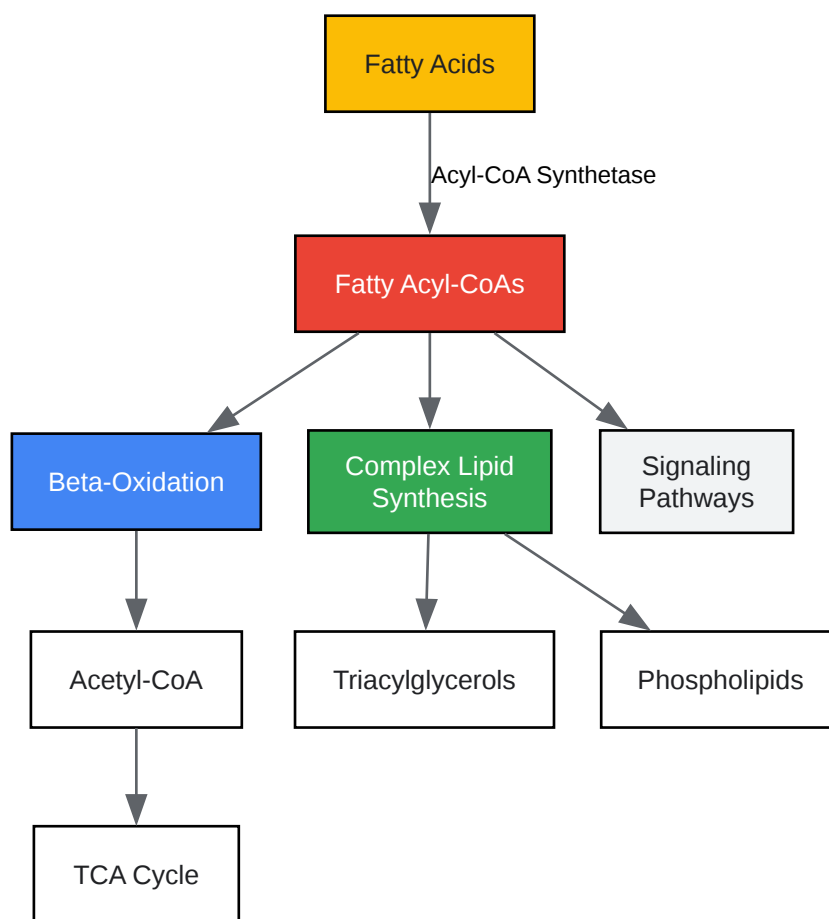 Fatty Acids
Acyl-CoA Synthetase
Fatty Acyl-CoAs
Beta-Oxidation
Complex Lipid
Synthesis
Signaling
Pathways
Acetyl-CoA
Triacylglycerols
Phospholipids
TCA Cycle